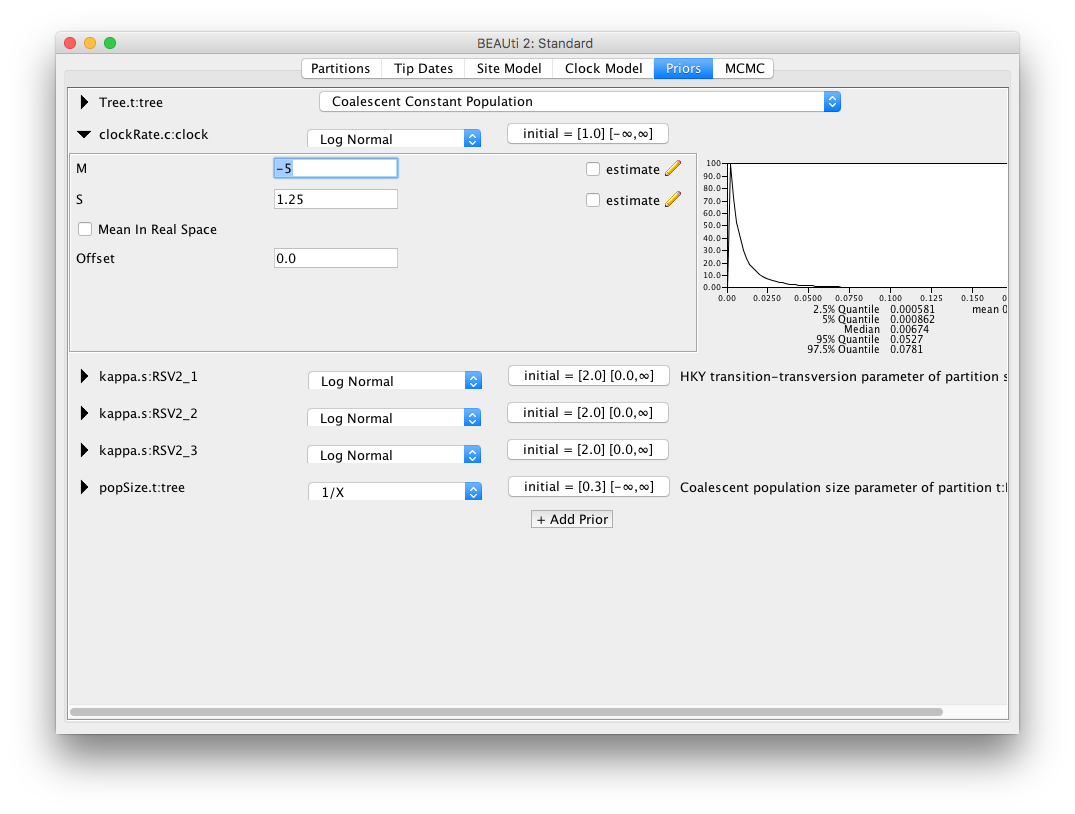 BEAUti 2: Standard
Partitions Tip Dates Site Model Clock Model Priors MCMC
Tree.t:tree Coalescent Constant Population
clockRate.c:clock Log Normal initial = [1.0] [-∞,∞]
M -5 estimate
S 1.25 estimate
Mean In Real Space
Offset 0.0
100
90.0
80.0
70.0
60.0
50.0
40.0
30.0
20.0
10.0
0.00
0.00 0.0250 0.0500 0.0750 0.100 0.125 0.150 0
2.5% Quantile 0.000581 mean 0
5% Quantile 0.000862
Median 0.00674
95% Quantile 0.0527
97.5% Quantile 0.0781
kappa.s:RSV2_1 Log Normal initial = [2.0] [0.0,∞] HKY transition-transversion parameter of partition s
kappa.s:RSV2_2 Log Normal initial = [2.0] [0.0,∞]
kappa.s:RSV2_3 Log Normal initial = [2.0] [0.0,∞]
popSize.t:tree 1/X initial = [0.3] [-∞,∞] Coalescent population size parameter of partition t:
+ Add Prior